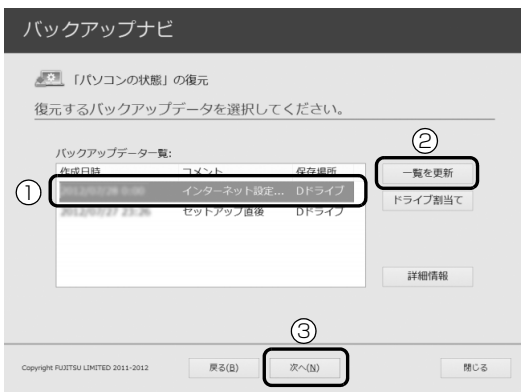 バックアップナビ
「パソコンの状態」の復元
復元するバックアップデータを選択してください。
バックアップデータ一覧:
作成日時 コメント 保存場所
② 一覧を更新
① インターネット設定... Dドライブ
ドライブ割当て
セットアップ直後 Dドライブ
詳細情報
③
Copyright FUJITSU LIMITED 2011-2012 戻る(B) 次へ(N) 閉じる